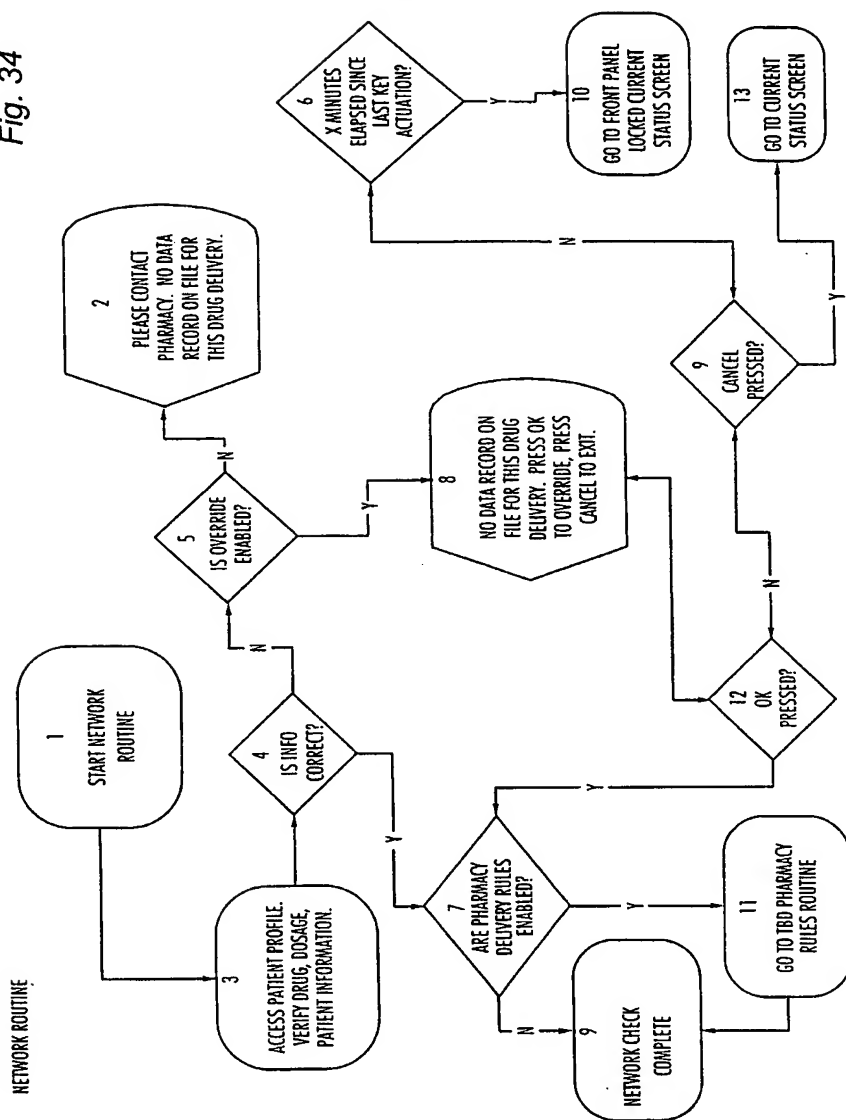 Fig. 34
NETWORK ROUTINE
1
START NETWORK
ROUTINE
2
PLEASE CONTACT
PHARMACY. NO DATA
RECORD ON FILE FOR
THIS DRUG DELIVERY.
3
ACCESS PATIENT PROFILE.
VERIFY DRUG, DOSAGE,
PATIENT INFORMATION.
4
IS INFO
CORRECT?
N
Y
5
IS OVERRIDE
ENABLED?
N
Y
6
X MINUTES
ELAPSED SINCE
LAST KEY
ACTUATION?
Y
7
ARE PHARMACY
DELIVERY RULES
ENABLED?
N
Y
8
NO DATA RECORD ON
FILE FOR THIS DRUG
DELIVERY. PRESS OK
TO OVERRIDE, PRESS
CANCEL TO EXIT.
9
CANCEL
PRESSED?
N
Y
10
GO TO FRONT PANEL
LOCKED CURRENT
STATUS SCREEN
9
NETWORK CHECK
COMPLETE
11
GO TO TBD PHARMACY
RULES ROUTINE
12
OK
PRESSED?
N
Y
13
GO TO CURRENT
STATUS SCREEN